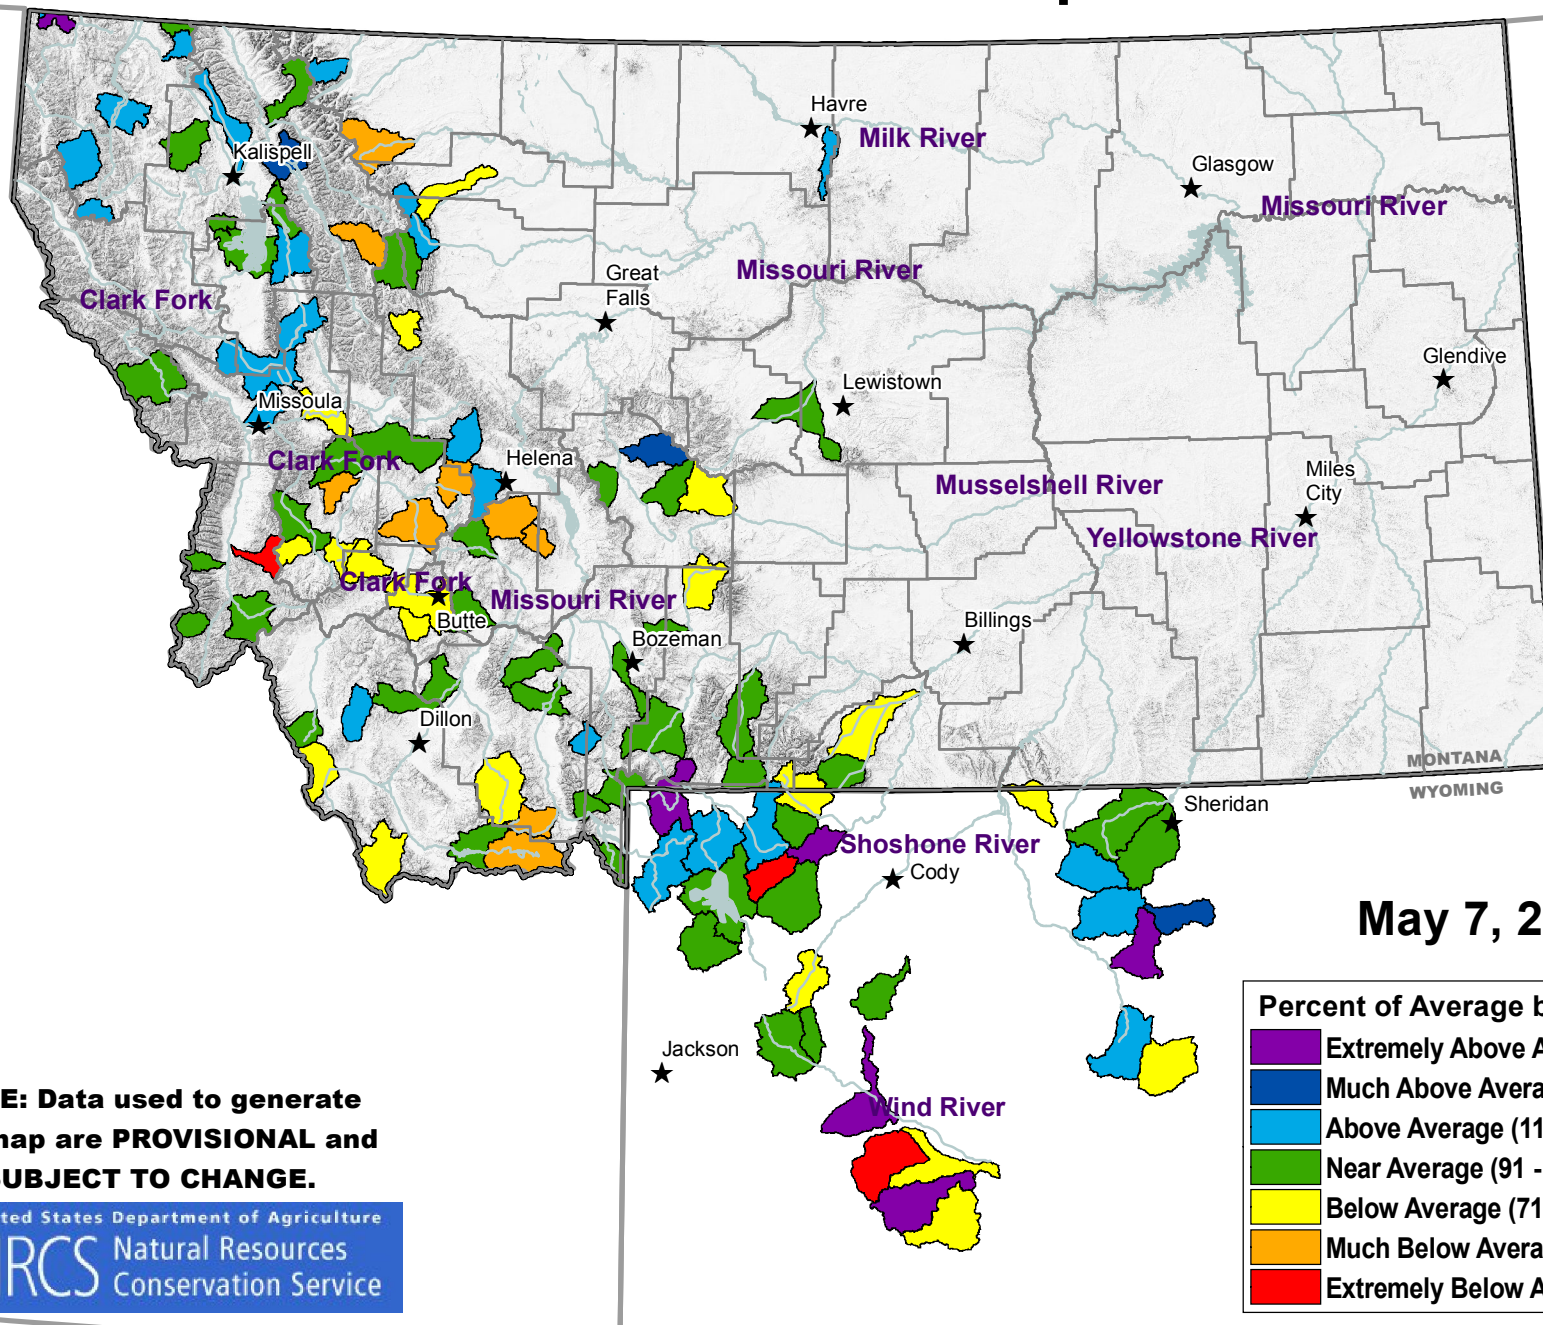 Havre
Milk River
Kalispell
Glasgow
Missouri River
Great
Falls
Missouri River
Clark Fork
Glendive
Lewistown
Missoula
Clark Fork
Helena
Miles
City
Musselshell River
Yellowstone River
Clark Fork
Missouri River
Butte
Billings
Bozeman
Dillon
MONTANA
WYOMING
Sheridan
Shoshone River
Cody
May 7, 2
Jackson
Wind River
Percent of Average b
Extremely Above A
Much Above Avera
Above Average (11
Near Average (91 -
Below Average (71
Much Below Avera
Extremely Below A
E: Data used to generate
map are PROVISIONAL and
SUBJECT TO CHANGE.
ted States Department of Agriculture
RCS
Natural Resources
Conservation Service